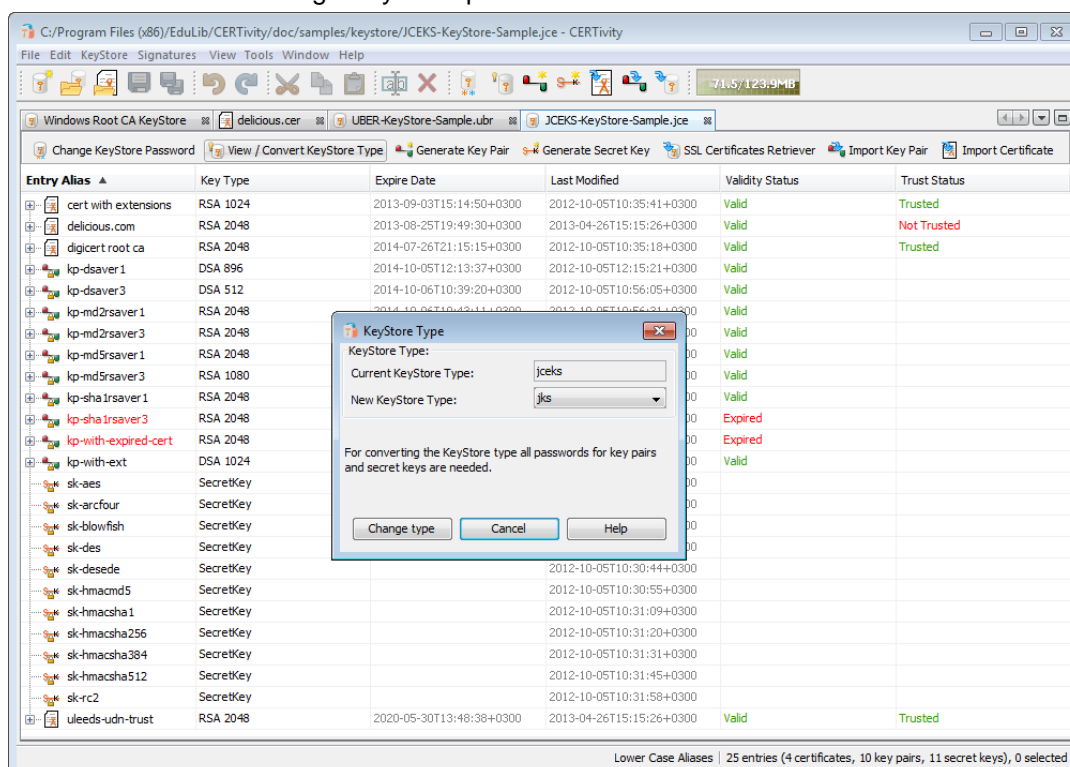 C:/Program Files (x86)/EduLib/CERTivity/doc/samples/keystore/JCEKS-KeyStore-Sample.jce - CERTivity
File Edit KeyStore Signatures View Tools Window Help
71.5/123.9MB
Windows Root CA KeyStore delicious.cer UBER-KeyStore-Sample.ubr JCEKS-KeyStore-Sample.jce
Change KeyStore Password View / Convert KeyStore Type Generate Key Pair Generate Secret Key SSL Certificates Retriever Import Key Pair Import Certificate
Entry Alias Key Type Expire Date Last Modified Validity Status Trust Status
cert with extensions RSA 1024 2013-09-03T15:14:50+0300 2012-10-05T10:35:41+0300 Valid Trusted
delicious.com RSA 2048 2013-08-25T19:49:30+0300 2013-04-26T15:15:26+0300 Valid Not Trusted
digicert root ca RSA 2048 2014-07-26T21:15:15+0300 2012-10-05T10:35:18+0300 Valid Trusted
kp-dsaver1 DSA 896 2014-10-05T12:13:37+0300 2012-10-05T12:15:21+0300 Valid
kp-dsaver3 DSA 512 2014-10-06T10:39:20+0300 2012-10-05T10:56:05+0300 Valid
kp-md2rsaver1 RSA 2048 Valid
kp-md2rsaver3 RSA 2048 Valid
kp-md5rsaver1 RSA 2048 Valid
kp-md5rsaver3 RSA 1080 Valid
kp-sha1rsaver1 RSA 2048 Valid
kp-sha1rsaver3 RSA 2048 Expired
kp-with-expired-cert RSA 2048 Expired
kp-with-ext DSA 1024 Valid
sk-aes SecretKey
sk-arcfour SecretKey
sk-blowfish SecretKey
sk-des SecretKey
sk-desede SecretKey 2012-10-05T10:30:44+0300
sk-hmacmd5 SecretKey 2012-10-05T10:30:55+0300
sk-hmacsha1 SecretKey 2012-10-05T10:31:09+0300
sk-hmacsha256 SecretKey 2012-10-05T10:31:20+0300
sk-hmacsha384 SecretKey 2012-10-05T10:31:31+0300
sk-hmacsha512 SecretKey 2012-10-05T10:31:45+0300
sk-rc2 SecretKey 2012-10-05T10:31:58+0300
uleeds-udn-trust RSA 2048 2020-05-30T13:48:38+0300 2013-04-26T15:15:26+0300 Valid Trusted
KeyStore Type
KeyStore Type:
Current KeyStore Type: jceks
New KeyStore Type: jks
For converting the KeyStore type all passwords for key pairs
and secret keys are needed.
Change type Cancel Help
Lower Case Aliases 25 entries (4 certificates, 10 key pairs, 11 secret keys), 0 selected